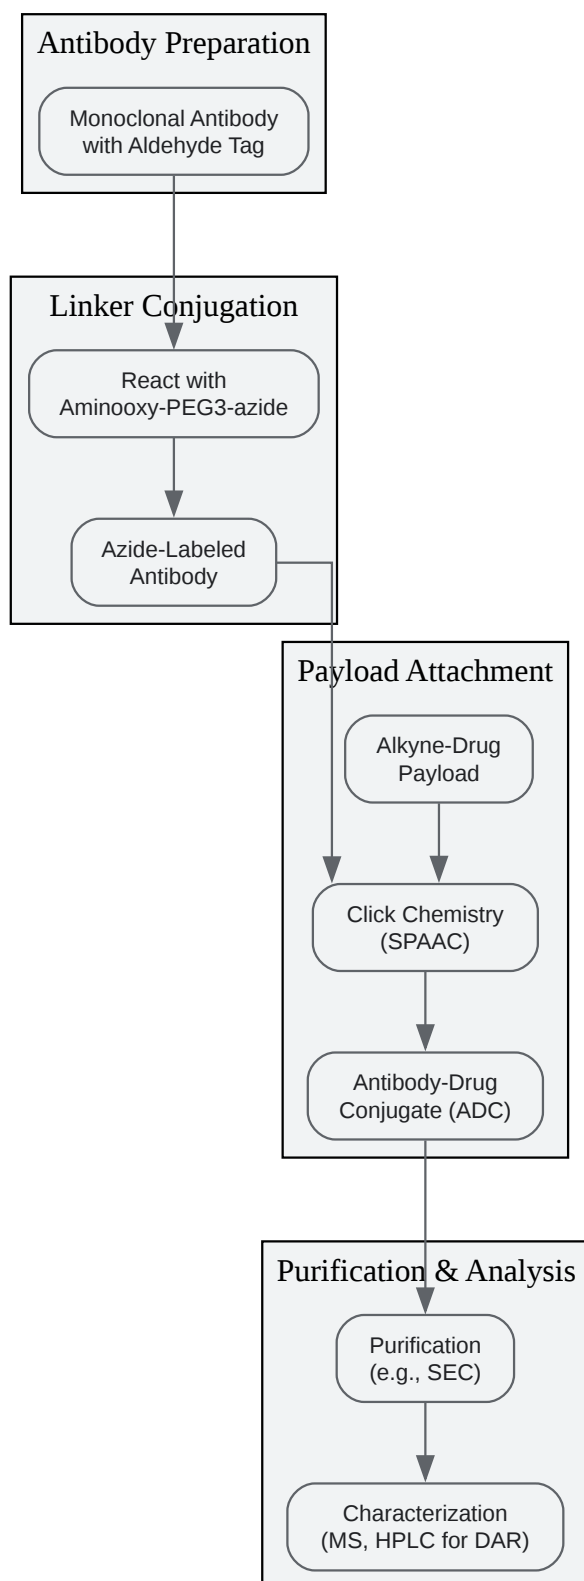 Antibody Preparation
Monoclonal Antibody
with Aldehyde Tag
Linker Conjugation
React with
Aminooxy-PEG3-azide
Azide-Labeled
Antibody
Payload Attachment
Alkyne-Drug
Payload
Click Chemistry
(SPAAC)
Antibody-Drug
Conjugate (ADC)
Purification & Analysis
Purification
(e.g., SEC)
Characterization
(MS, HPLC for DAR)